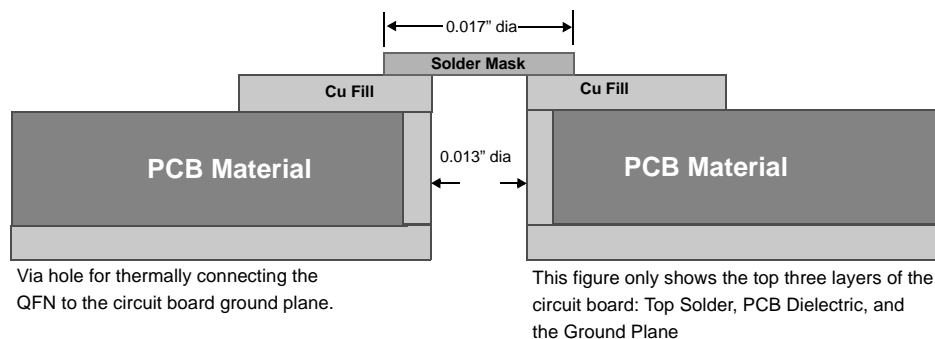 0.017” dia
Solder Mask
Cu Fill
Cu Fill
PCB Material
0.013” dia
PCB Material
Via hole for thermally connecting the
QFN to the circuit board ground plane.
This figure only shows the top three layers of the
circuit board: Top Solder, PCB Dielectric, and
the Ground Plane